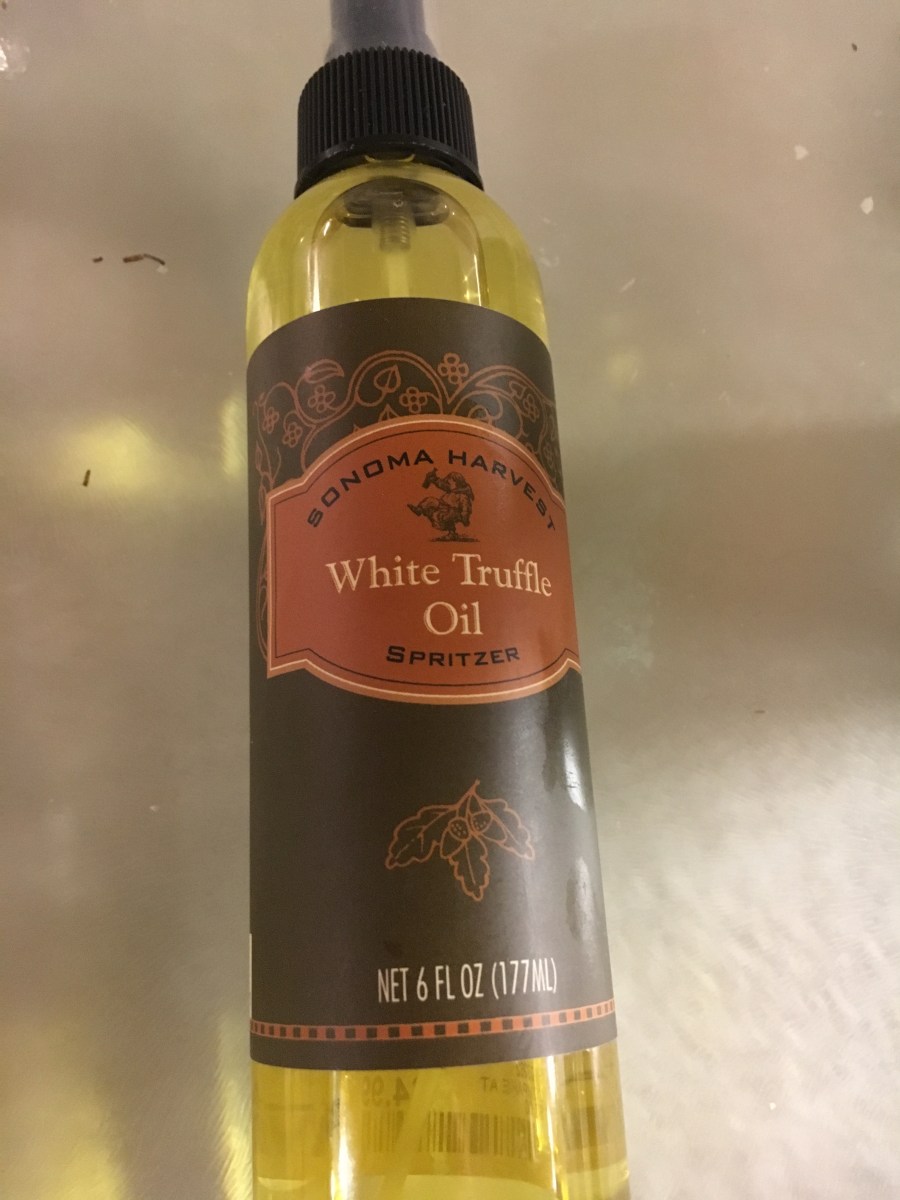 SONOMA HARVEST
White Truffle
Oil
SPRITZER
NET 6 FL OZ (177ML)